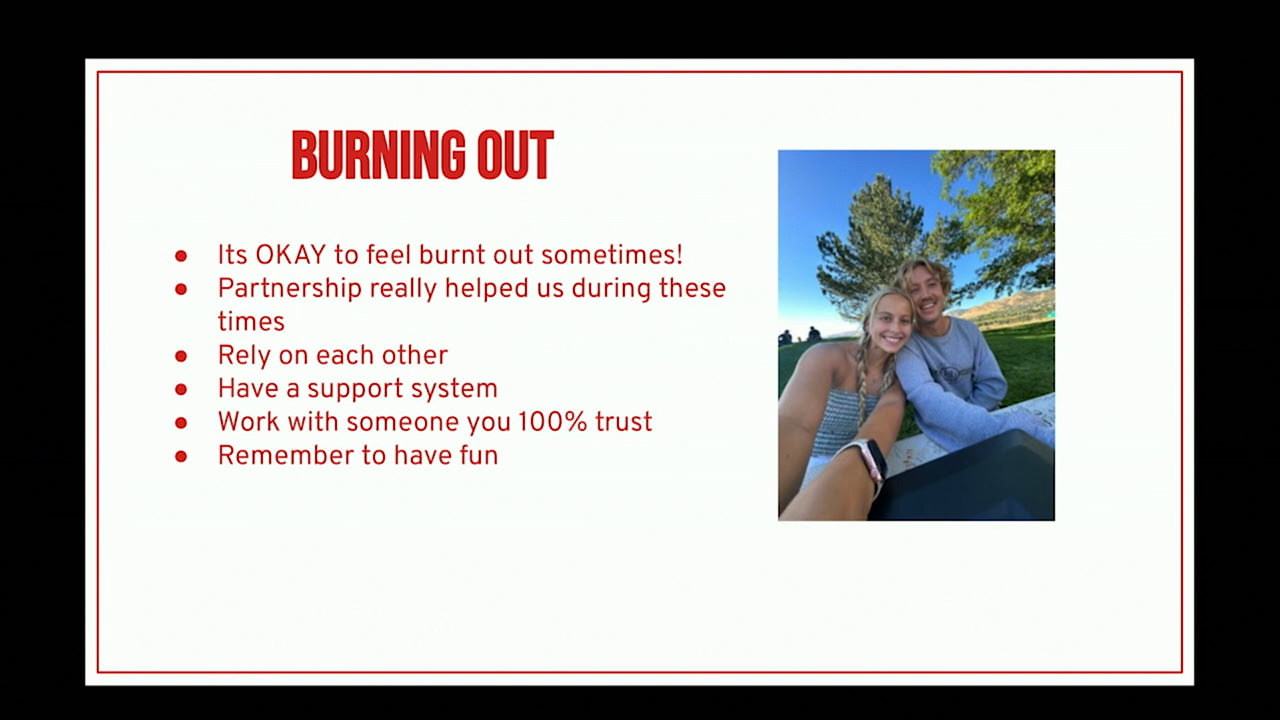 BURNING OUT
● Its OKAY to feel burnt out sometimes!
● Partnership really helped us during these
times
● Rely on each other
● Have a support system
● Work with someone you 100% trust
● Remember to have fun